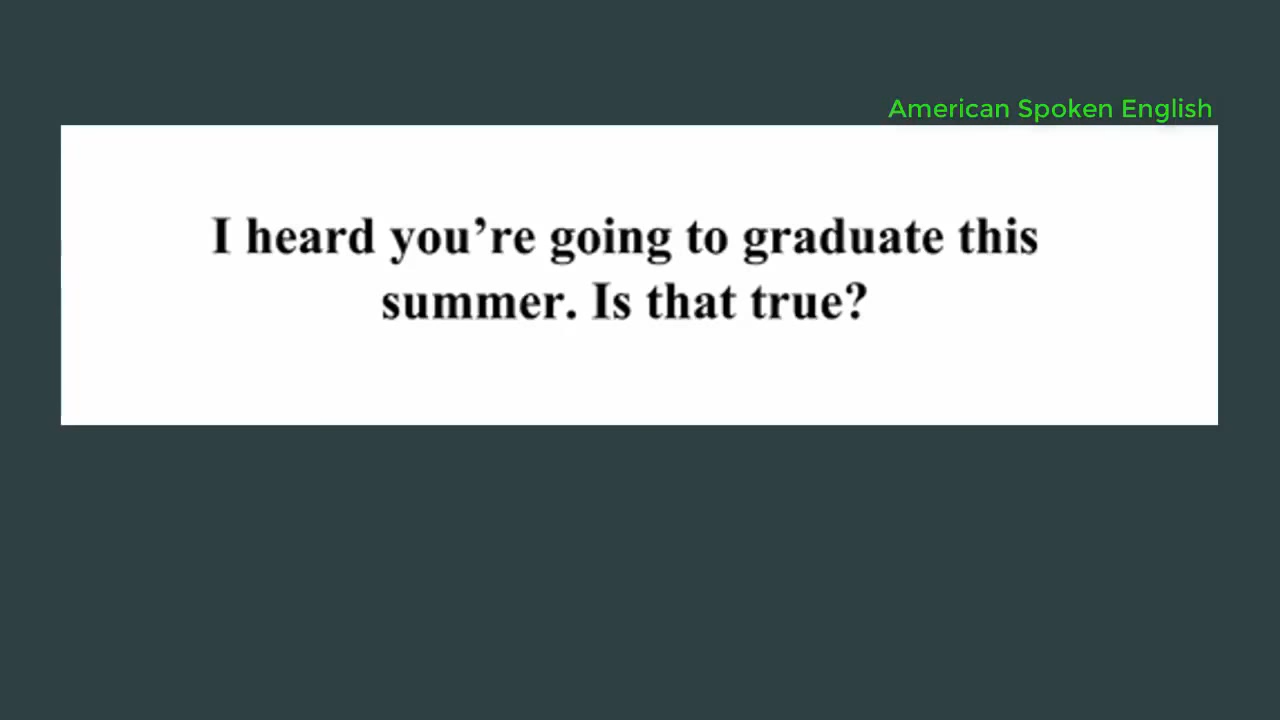 American Spoken English
I heard you’re going to graduate this
summer. Is that true?